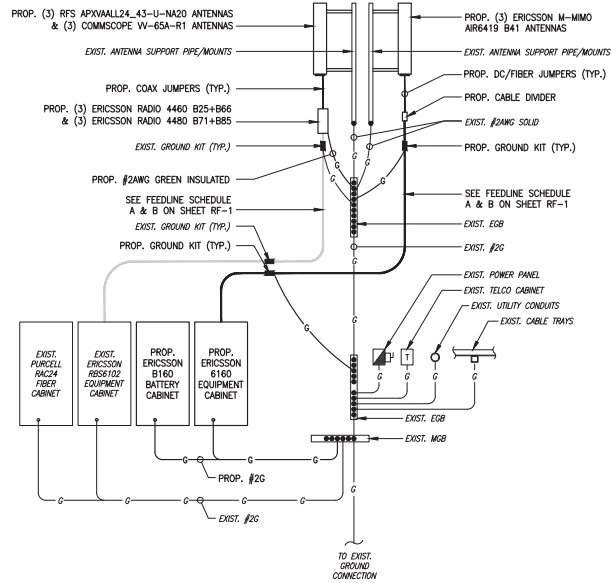 PROP. (3) RFS APXVAALL24_43-U-NA20 ANTENNAS
& (3) COMMSCOPE VV-65A-R1 ANTENNAS
EXIST. ANTENNA SUPPORT PIPE/MOUNTS
PROP. COAX JUMPERS (TYP.)
PROP. (3) ERICSSON RADIO 4460 B25+B66
& (3) ERICSSON RADIO 4480 B71+B85
EXIST. GROUND KIT (TYP.)
PROP. #2AWG GREEN INSULATED
SEE FEEDLINE SCHEDULE
A & B ON SHEET RF-1
EXIST. GROUND KIT (TYP.)
PROP. GROUND KIT (TYP.)
PROP. (3) ERICSSON M-MIMO
AIR6419 B41 ANTENNAS
EXIST. ANTENNA SUPPORT PIPE/MOUNTS
PROP. DC/FIBER JUMPERS (TYP.)
PROP. CABLE DIVIDER
EXIST. #2AWG SOLID
PROP. GROUND KIT (TYP.)
SEE FEEDLINE SCHEDULE
A & B ON SHEET RF-1
EXIST. EGB
EXIST. #2G
EXIST. POWER PANEL
EXIST. TELCO CABINET
EXIST. UTILITY CONDUITS
EXIST. CABLE TRAYS
G
G
G
G
G
G
G
T
G
G
G
G
EXIST.
PURCELL
RAC24
FIBER
CABINET
EXIST.
ERICSSON
RBS6102
EQUIPMENT
CABINET
PROP.
ERICSSON
B160
BATTERY
CABINET
PROP.
ERICSSON
6160
EQUIPMENT
CABINET
EXIST. EGB
EXIST. MGB
G
G
PROP. #2G
G
G
G
G
EXIST. #2G
G
G
TO EXIST.
GROUND
CONNECTION